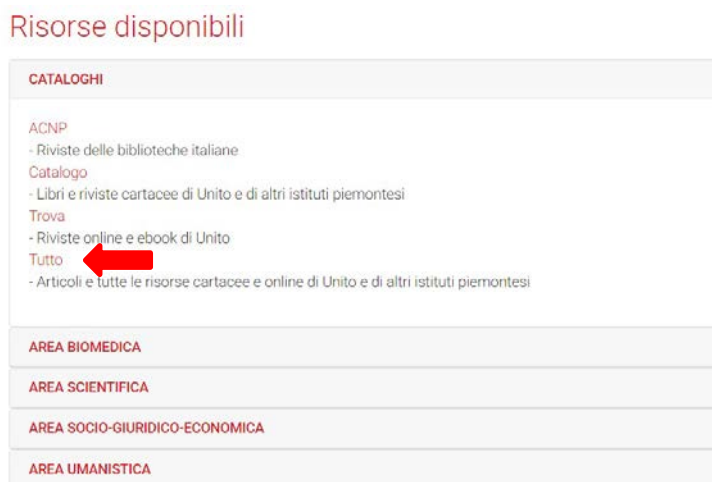 Risorse disponibili
CATALOGHI
ACNP
- Riviste delle biblioteche italiane
Catalogo
- Libri e riviste cartacee di Unito e di altri istituti piemontesi
Trova
- Riviste online e ebook di Unito
Tutto
- Articoli e tutte le risorse cartacee e online di Unito e di altri istituti piemontesi
AREA BIOMEDICA
AREA SCIENTIFICA
AREA SOCIO-GIURIDICO-ECONOMICA
AREA UMANISTICA